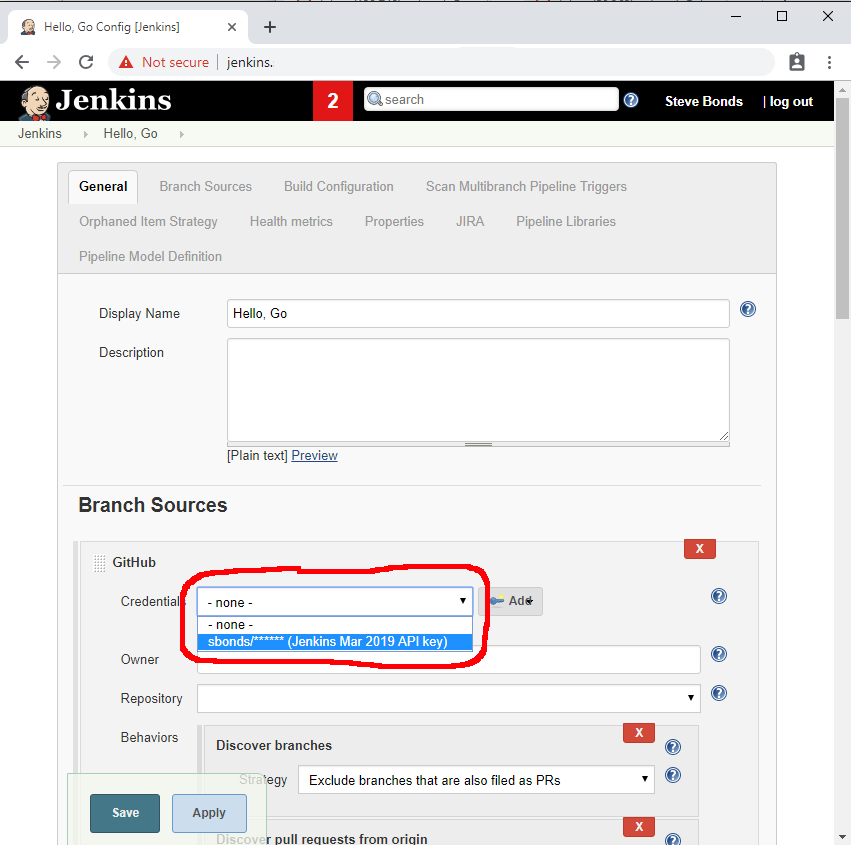 Hello, Go Config [Jenkins]
Not secure | jenkins.
Jenkins
2
search
Steve Bonds
| log out
Jenkins
Hello, Go
General
Branch Sources
Build Configuration
Scan Multibranch Pipeline Triggers
Orphaned Item Strategy
Health metrics
Properties
JIRA
Pipeline Libraries
Pipeline Model Definition
Display Name
Hello, Go
Description
[Plain text] Preview
Branch Sources
X
GitHub
Credential
- none -
Add
- none -
sbonds/****** (Jenkins Mar 2019 API key)
Owner
Repository
Behaviors
X
Discover branches
Strategy
Exclude branches that are also filed as PRs
Save
Apply
X
Discover pull requests from origin